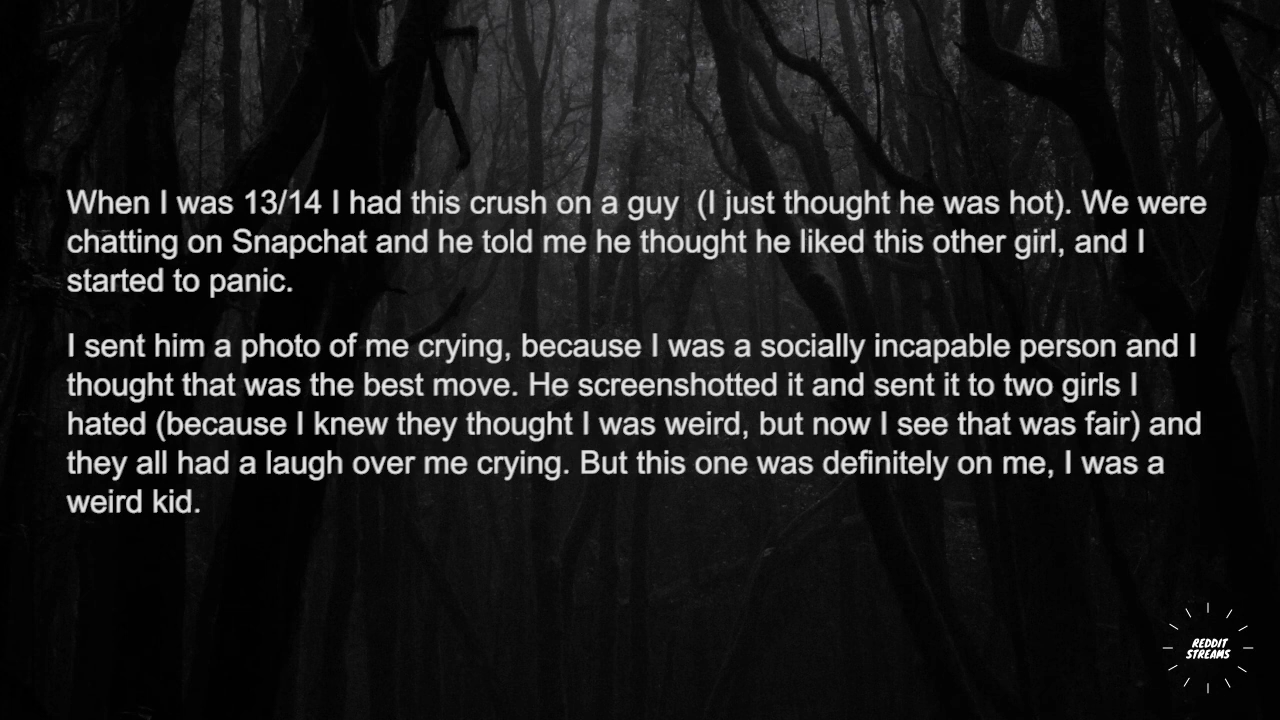 When I was 13/14 I had this crush on a guy  (I just thought he was hot). We were
chatting on Snapchat and he told me he thought he liked this other girl, and I
started to panic.
I sent him a photo of me crying, because I was a socially incapable person and I
thought that was the best move. He screenshotted it and sent it to two girls I
hated (because I knew they thought I was weird, but now I see that was fair) and
they all had a laugh over me crying. But this one was definitely on me, I was a
weird kid.
REDDIT
STREAMS